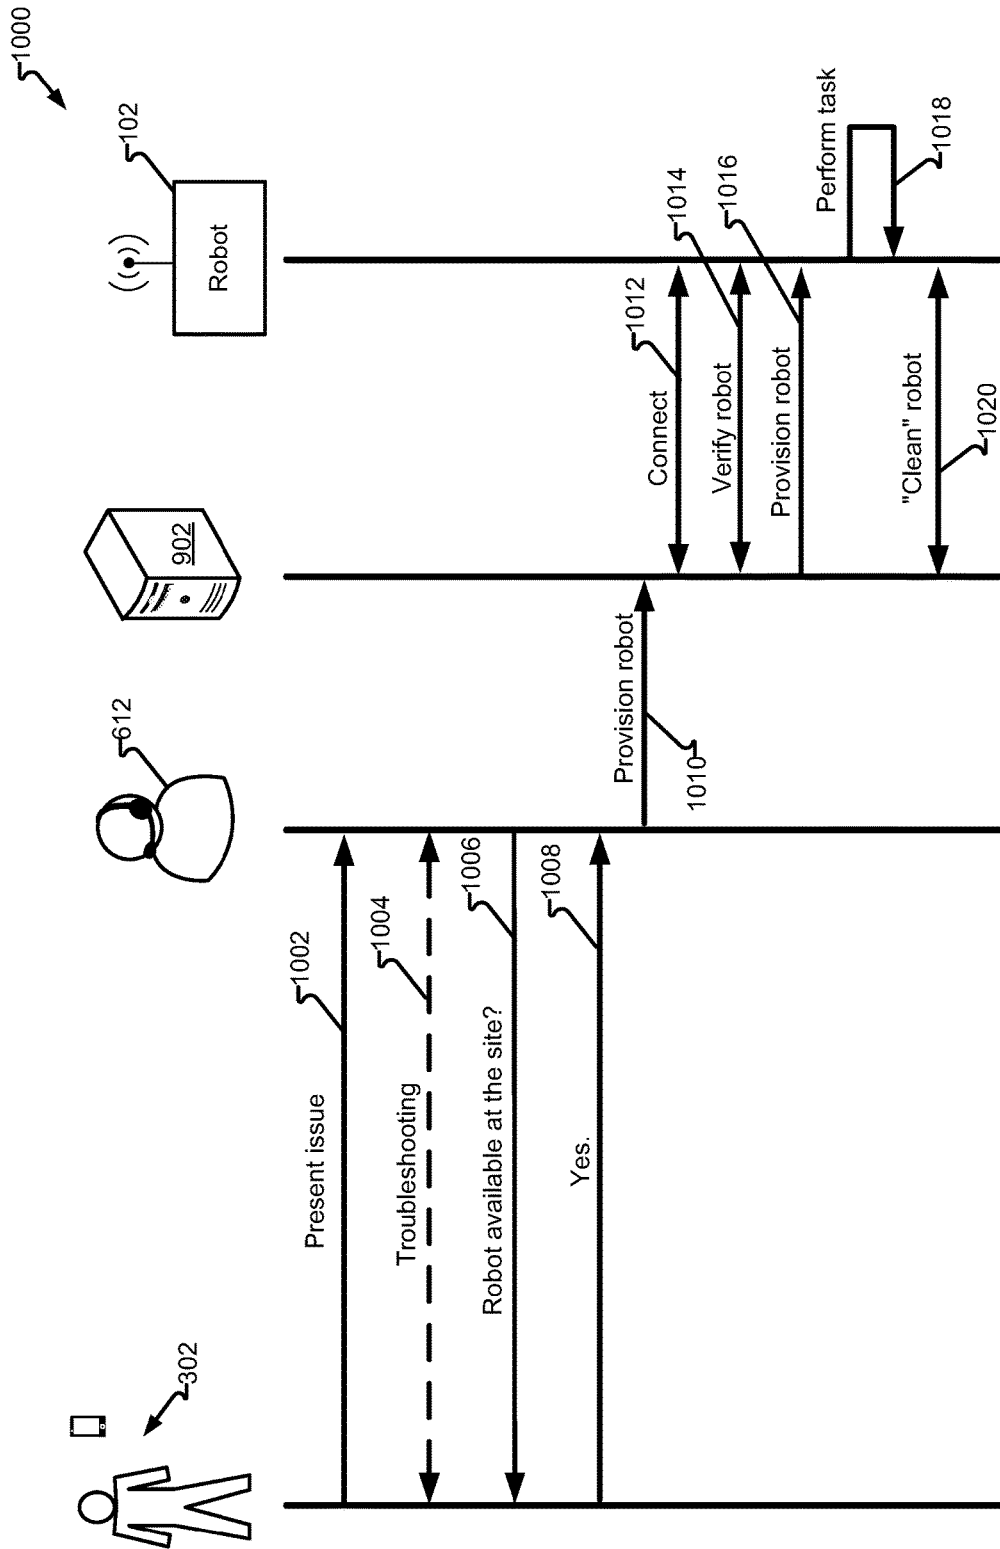 1000
302
612
902
102
Robot
Present issue
1002
Troubleshooting
1004
Robot available at the site?
1006
Yes.
1008
Provision robot
1010
Connect
1012
Verify robot
1014
Provision robot
1016
Perform task
1018
"Clean" robot
1020